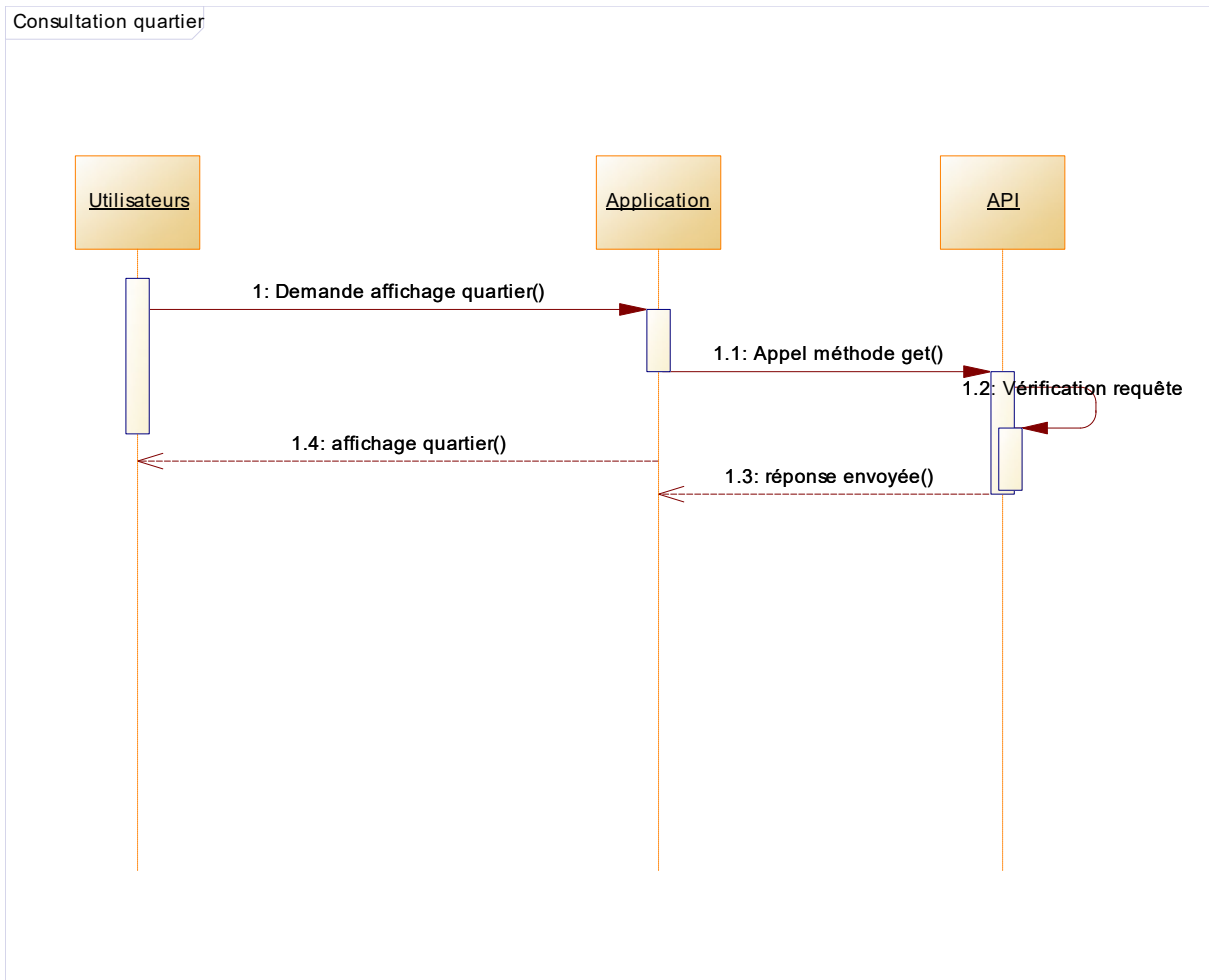 Consultation quartier
Utilisateurs
Application
API
1: Demande affichage quartier()
1.1: Appel méthode get()
1.2: Vérification requête
1.4: affichage quartier()
1.3: réponse envoyée()